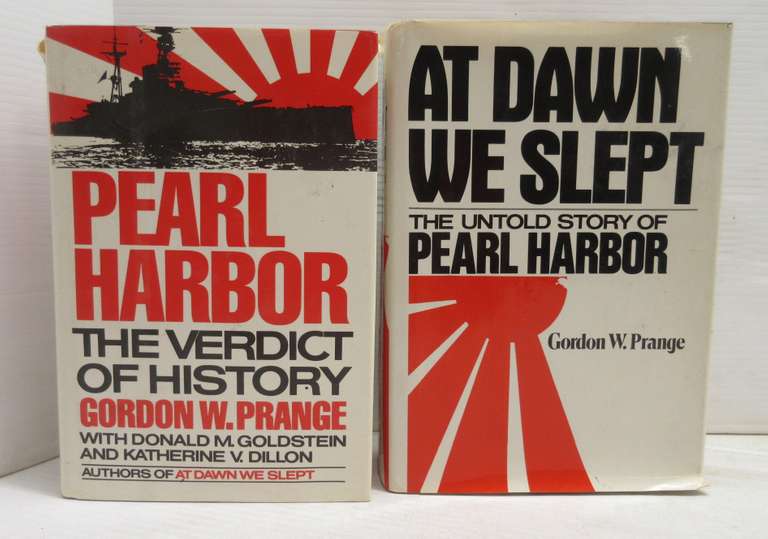 PEARL
HARBOR
THE VERDICT
OF HISTORY
GORDON W. PRANGE
WITH DONALD M. GOLDSTEIN
AND KATHERINE V. DILLON
AUTHORS OF AT DAWN WE SLEPT
AT DAWN
WE SLEPT
THE UNTOLD STORY OF
PEARL HARBOR
Gordon W. Prange